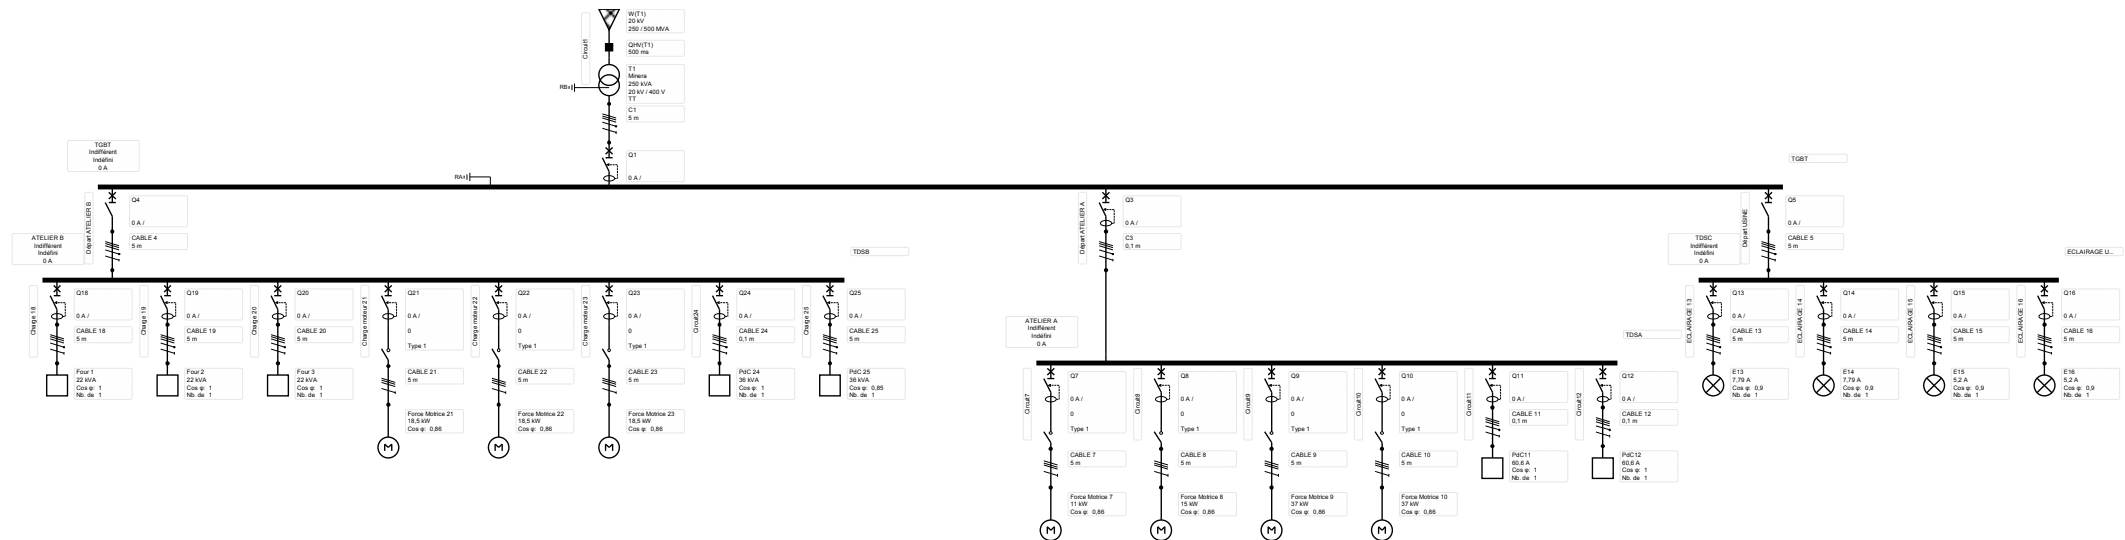 Circuit1
W(T1)
20 kV
250 / 500 MVA
QHV(T1)
500 ms
T1
Minera
250 kVA
20 kV / 400 V
TT
RBs
C1
5 m
Q1
0 A /
TGBT
Indifférent
Indéfini
0 A
TGBT
RAs
Départ ATELIER B
Q4
0 A /
CABLE 4
5 m
ATELIER B
Indifférent
Indéfini
0 A
TDSB
Départ ATELIER A
Q3
0 A /
C3
0,1 m
Départ USINE
Q5
0 A /
CABLE 5
5 m
TDSC
Indifférent
Indéfini
0 A
ECLAIRAGE U...
Charge 18
Q18
0 A /
CABLE 18
5 m
Four 1
22 kVA
Cos φ: 1
Nb. de 1
Charge 19
Q19
0 A /
CABLE 19
5 m
Four 2
22 kVA
Cos φ: 1
Nb. de 1
Charge 20
Q20
0 A /
CABLE 20
5 m
Four 3
22 kVA
Cos φ: 1
Nb. de 1
Charge moteur 21
Q21
0 A /
0
Type 1
CABLE 21
5 m
Force Motrice 21
18,5 kW
Cos φ: 0,86
M
Charge moteur 22
Q22
0 A /
0
Type 1
CABLE 22
5 m
Force Motrice 22
18,5 kW
Cos φ: 0,86
M
Charge moteur 23
Q23
0 A /
0
Type 1
CABLE 23
5 m
Force Motrice 23
18,5 kW
Cos φ: 0,86
M
Circuit24
Q24
0 A /
CABLE 24
0,1 m
PdC 24
36 kVA
Cos φ: 1
Nb. de 1
Charge 25
Q25
0 A /
CABLE 25
5 m
PdC 25
36 kVA
Cos φ: 0,85
Nb. de 1
ATELIER A
Indifférent
Indéfini
0 A
TDSA
Circuit7
Q7
0 A /
0
Type 1
CABLE 7
5 m
Force Motrice 7
11 kW
Cos φ: 0,86
M
Circuit8
Q8
0 A /
0
Type 1
CABLE 8
5 m
Force Motrice 8
15 kW
Cos φ: 0,86
M
Circuit9
Q9
0 A /
0
Type 1
CABLE 9
5 m
Force Motrice 9
37 kW
Cos φ: 0,86
M
Circuit10
Q10
0 A /
0
Type 1
CABLE 10
5 m
Force Motrice 10
37 kW
Cos φ: 0,86
M
Circuit11
Q11
0 A /
CABLE 11
0,1 m
PdC11
60,6 A
Cos φ: 1
Nb. de 1
Circuit12
Q12
0 A /
CABLE 12
0,1 m
PdC12
60,6 A
Cos φ: 1
Nb. de 1
ECLAIRAGE 13
Q13
0 A /
CABLE 13
5 m
E13
7,79 A
Cos φ: 0,9
Nb. de 1
ECLAIRAGE 14
Q14
0 A /
CABLE 14
5 m
E14
7,79 A
Cos φ: 0,9
Nb. de 1
ECLAIRAGE 15
Q15
0 A /
CABLE 15
5 m
E15
5,2 A
Cos φ: 0,9
Nb. de 1
ECLAIRAGE 16
Q16
0 A /
CABLE 16
5 m
E16
5,2 A
Cos φ: 0,9
Nb. de 1